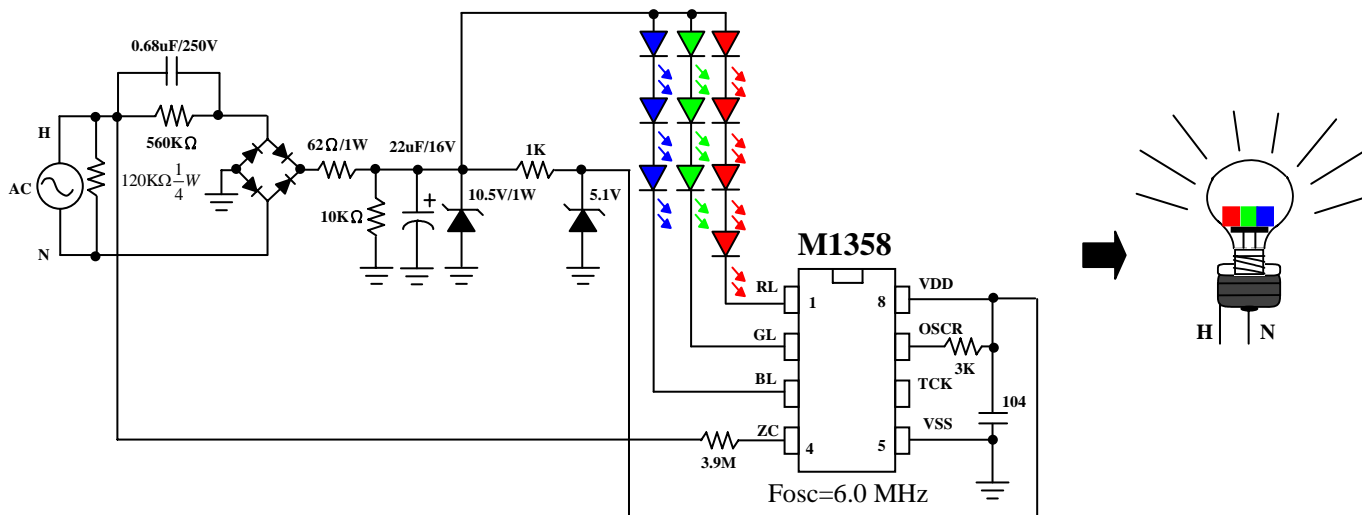 0.68uF/250V
H
560KΩ
AC
120KΩ 1/4 W
N
62Ω/1W
22uF/16V
+
10KΩ
10.5V/1W
1K
5.1V
M1358
RL
1
8
VDD
GL
OSCR
3K
BL
TCK
104
ZC
4
5
VSS
3.9M
Fosc=6.0 MHz
H
N